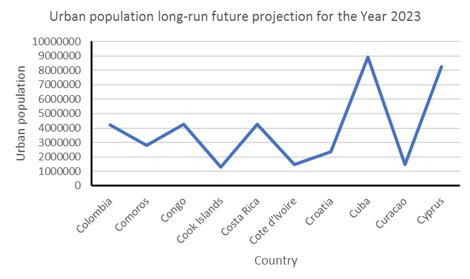 Urban population long-run future projection for the Year 2023
Urban population
10000000
9000000
8000000
7000000
6000000
5000000
4000000
3000000
2000000
1000000
0
Colombia
Comoros
Congo
Cook Islands
Costa Rica
Cote d'Ivoire
Croatia
Cuba
Curacao
Cyprus
Country